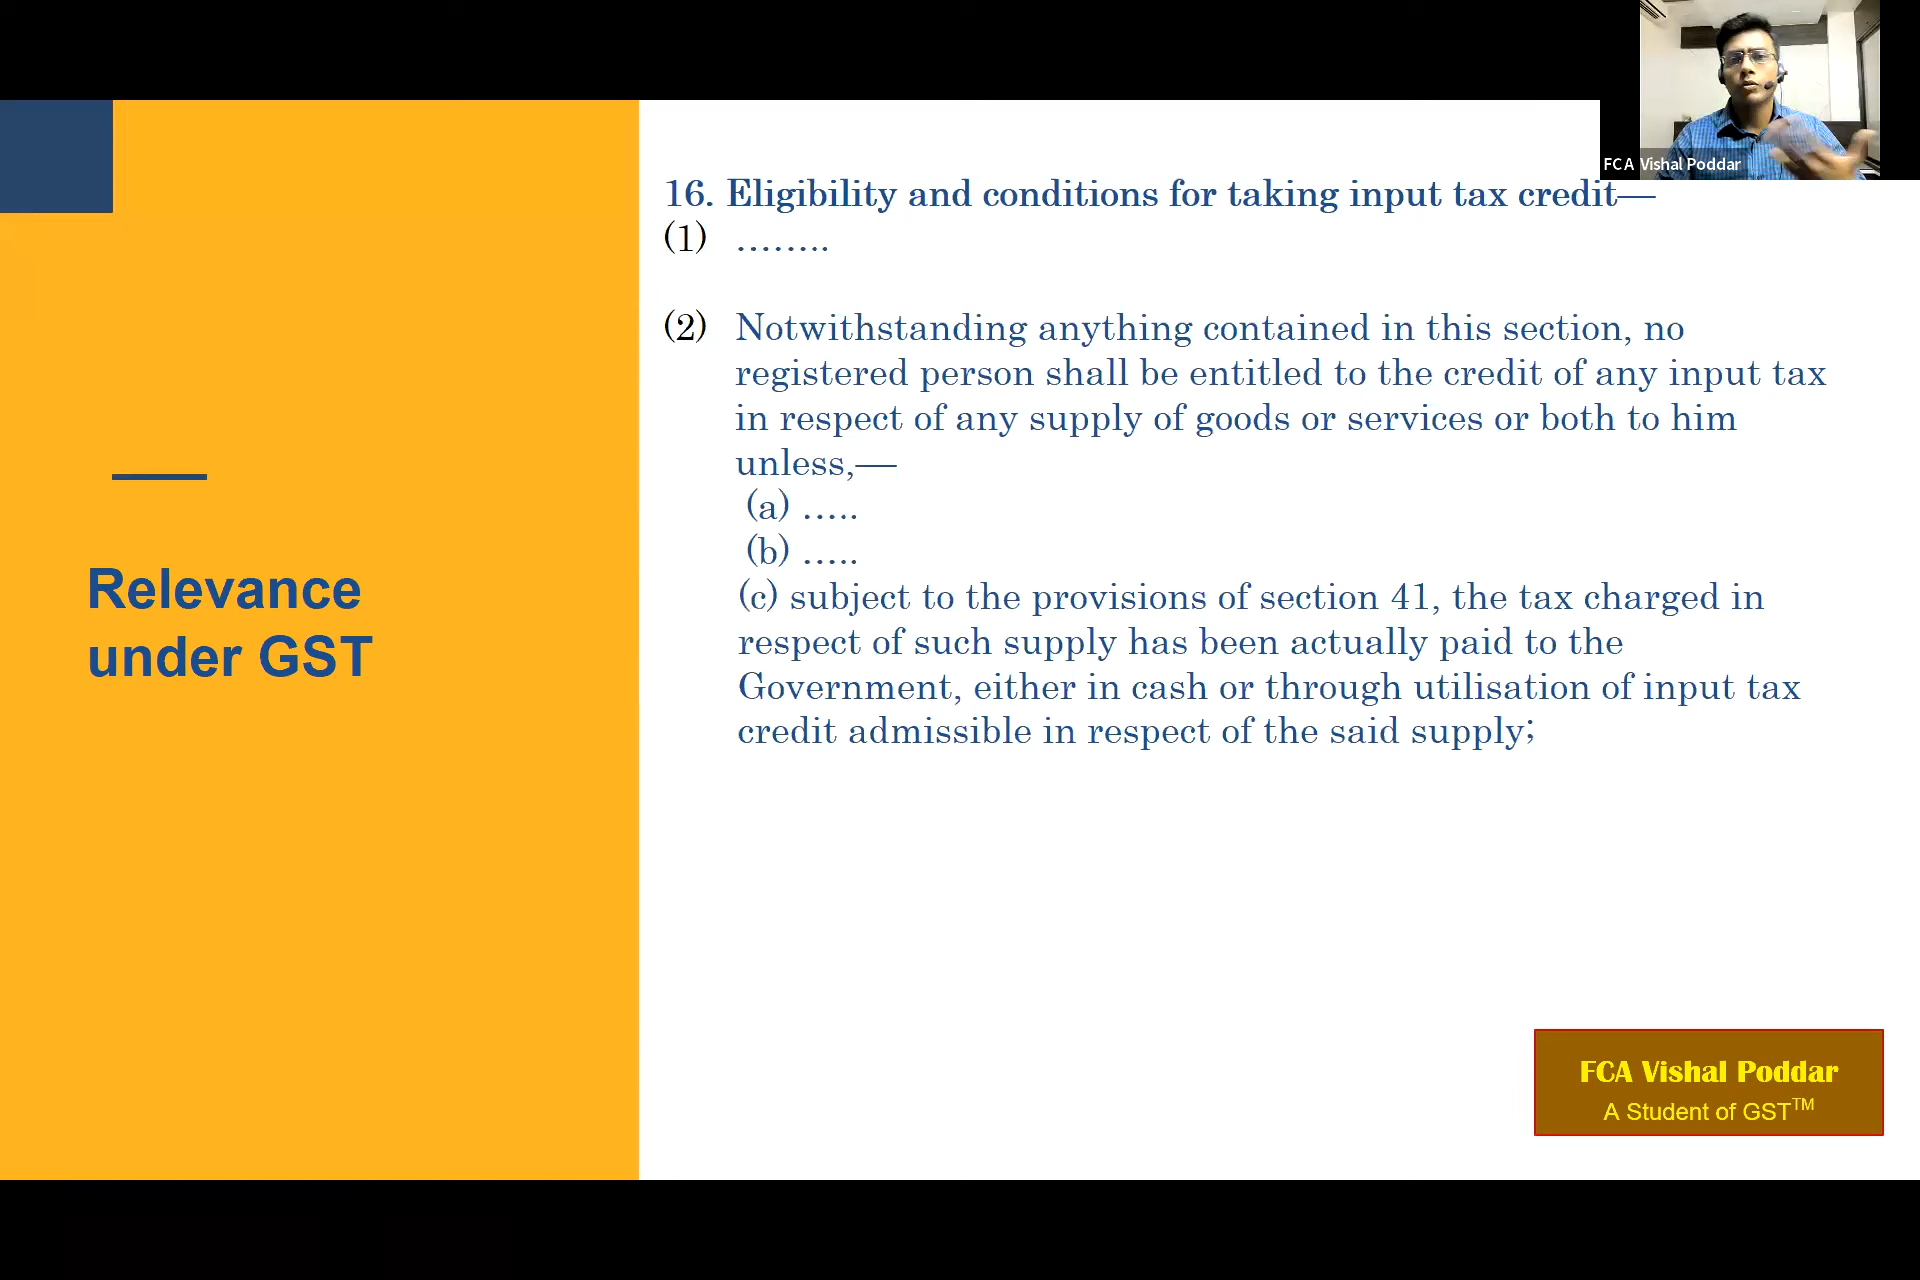 FCA Vishal Poddar
16. Eligibility and conditions for taking input tax credit—
(1) ........
(2) Notwithstanding anything contained in this section, no
registered person shall be entitled to the credit of any input tax
in respect of any supply of goods or services or both to him
unless,—
(a) .....
(b) .....
(c) subject to the provisions of section 41, the tax charged in
respect of such supply has been actually paid to the
Government, either in cash or through utilisation of input tax
credit admissible in respect of the said supply;
Relevance
under GST
FCA Vishal Poddar
A Student of GST™